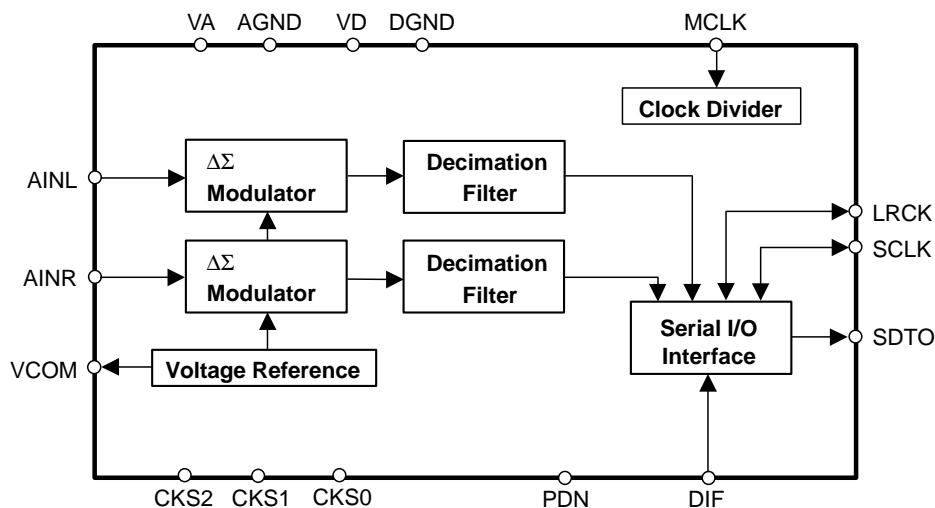 VA AGND VD DGND MCLK
Clock Divider
ΔΣ
Modulator
Decimation
Filter
AINL
LRCK
SCLK
ΔΣ
Modulator
Decimation
Filter
AINR
Serial I/O
Interface
SDTO
Voltage Reference
VCOM
CKS2 CKS1 CKS0 PDN DIF